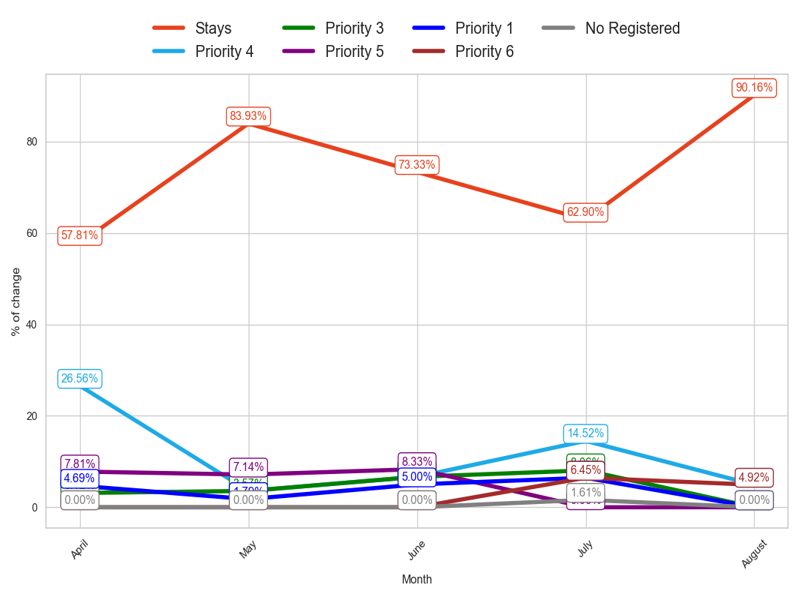 Stays
Priority 4
Priority 3
Priority 5
Priority 1
Priority 6
No Registered
% of change
80
60
40
20
0
57.81%
83.93%
73.33%
62.90%
90.16%
26.56%
14.52%
7.81%
4.69%
0.00%
7.14%
0.00%
8.33%
5.00%
0.00%
6.45%
1.61%
4.92%
0.00%
April
May
June
July
August
Month